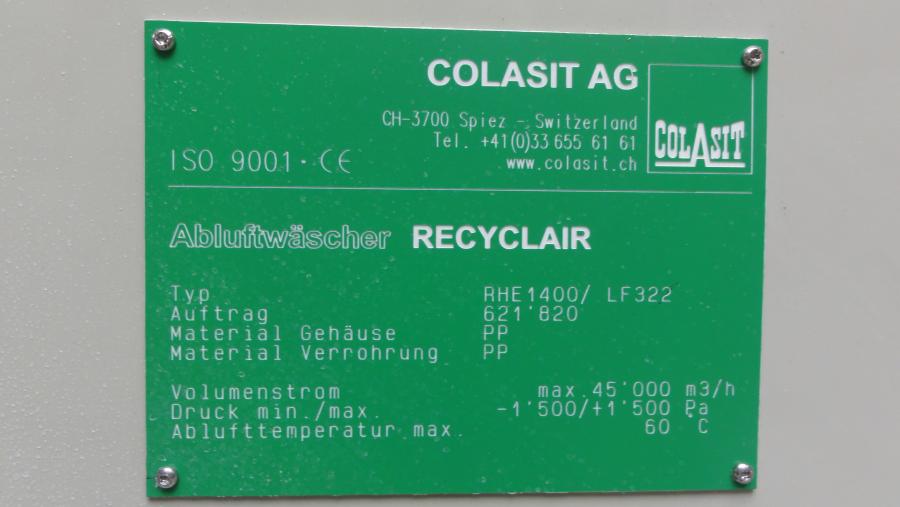 COLASIT AG
CH-3700 Spiez - Switzerland
Tel. +41(0)33 655 61 61
www.colasit.ch
COLASIT
ISO 9001 · CE
Abluftwäscher RECYCLAIR
Typ RHE1400/ LF322
Auftrag 621'820
Material Gehäuse PP
Material Verrohrung PP
Volumenstrom max.45'000 m3/h
Druck min./max. -1'500/+1'500 Pa
Ablufttemperatur max. 60 C